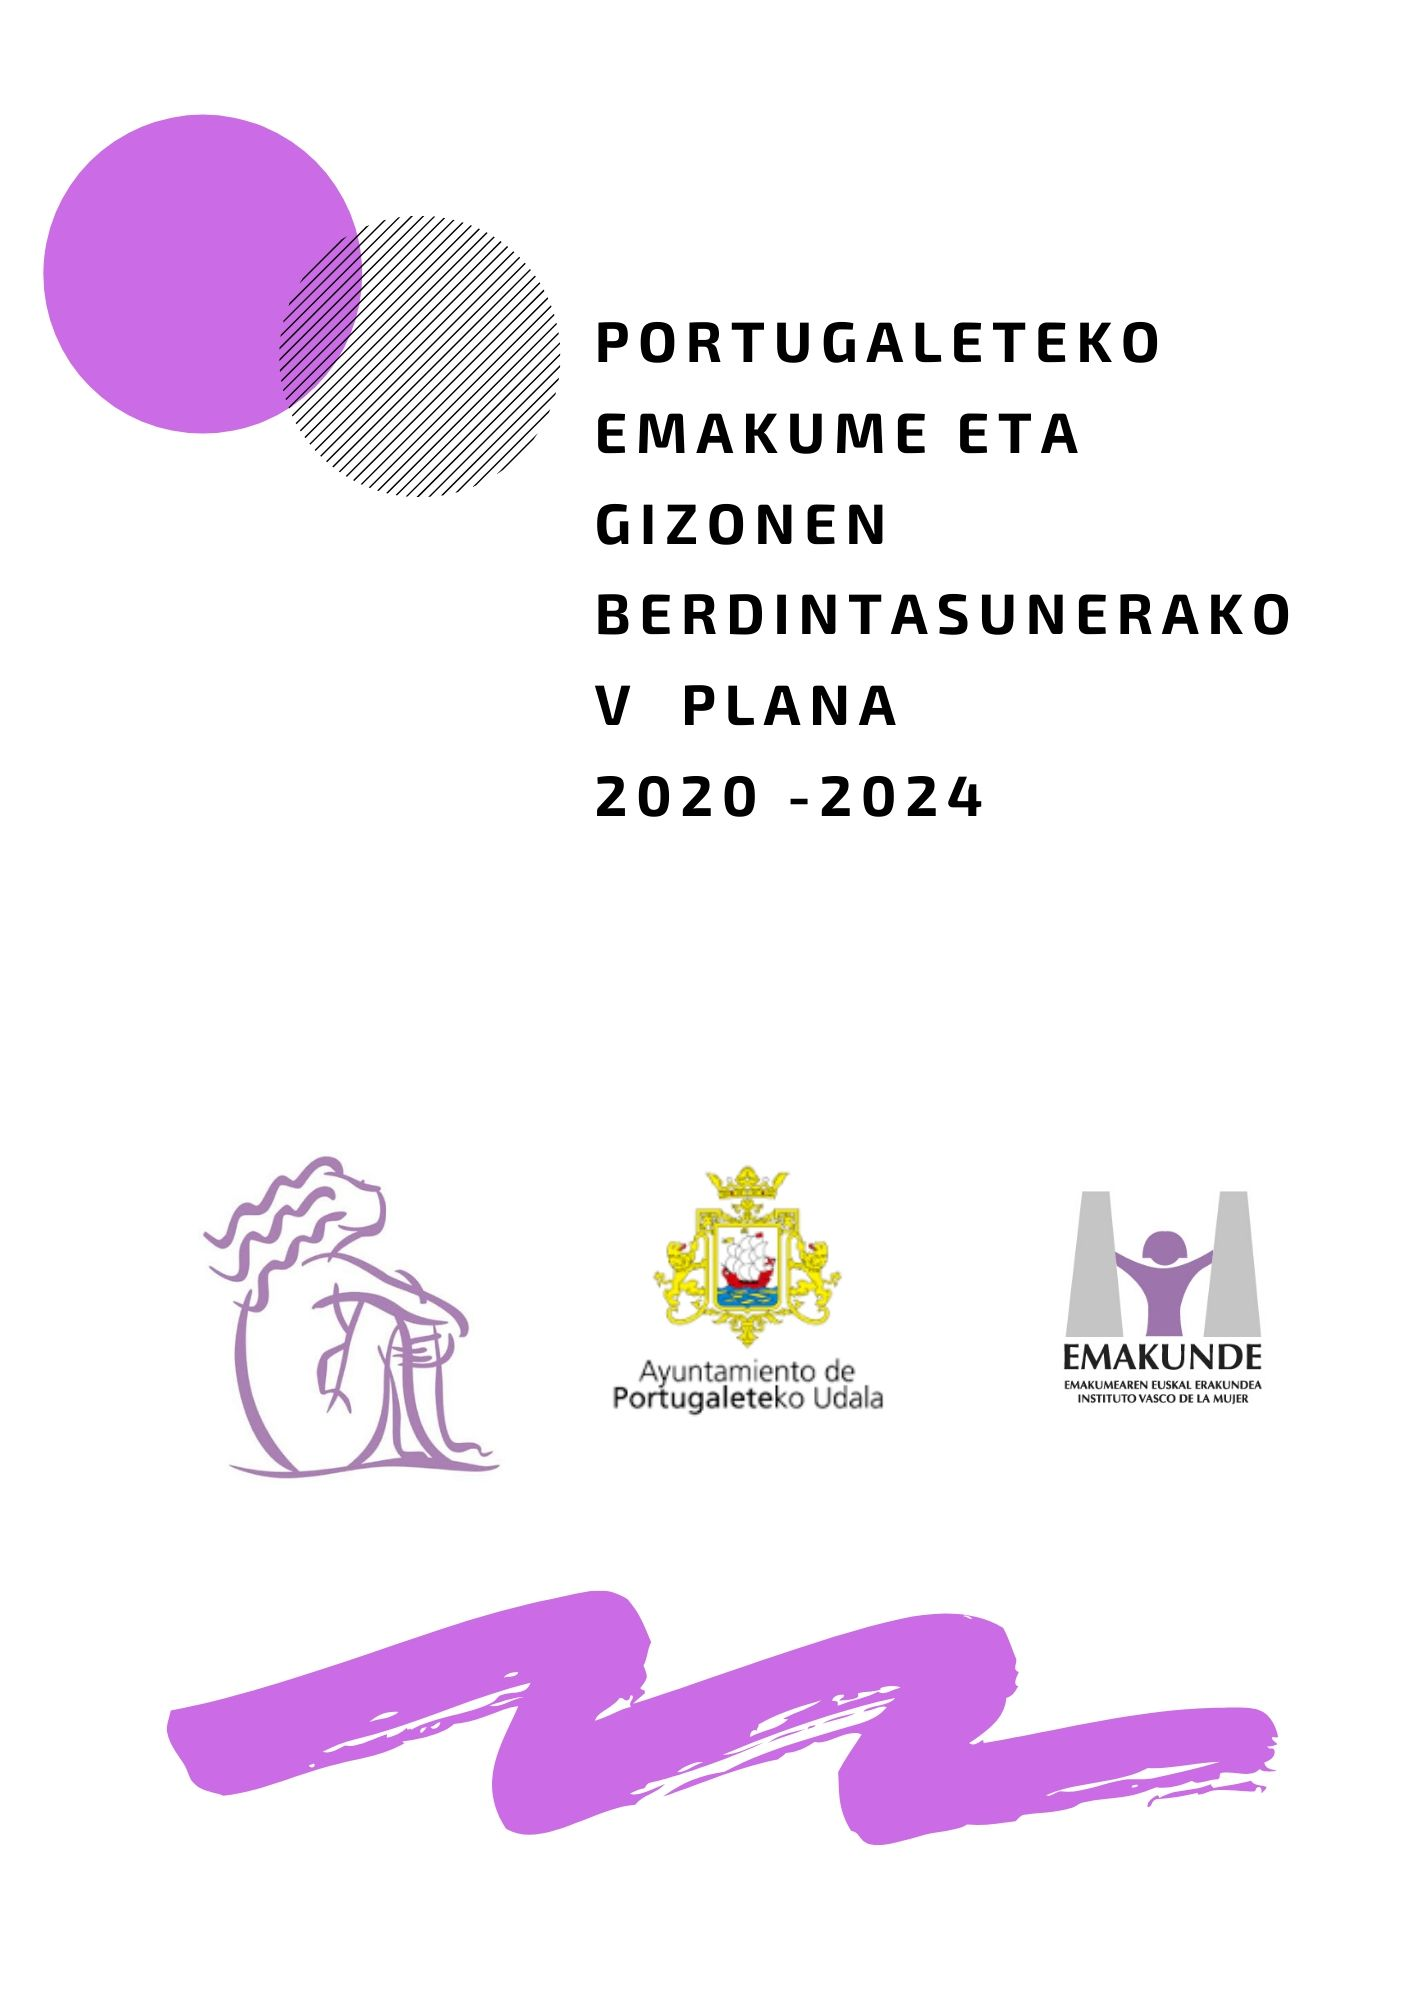 PORTUGALETEKO
EMAKUME ETA
GIZONEN
BERDINTASUNERAKO
V PLANA
2020 -2024
Ayuntamiento de
Portugaleteko Udala
EMAKUNDE
EMAKUMEAREN EUSKAL ERAKUNDEA
INSTITUTO VASCO DE LA MUJER